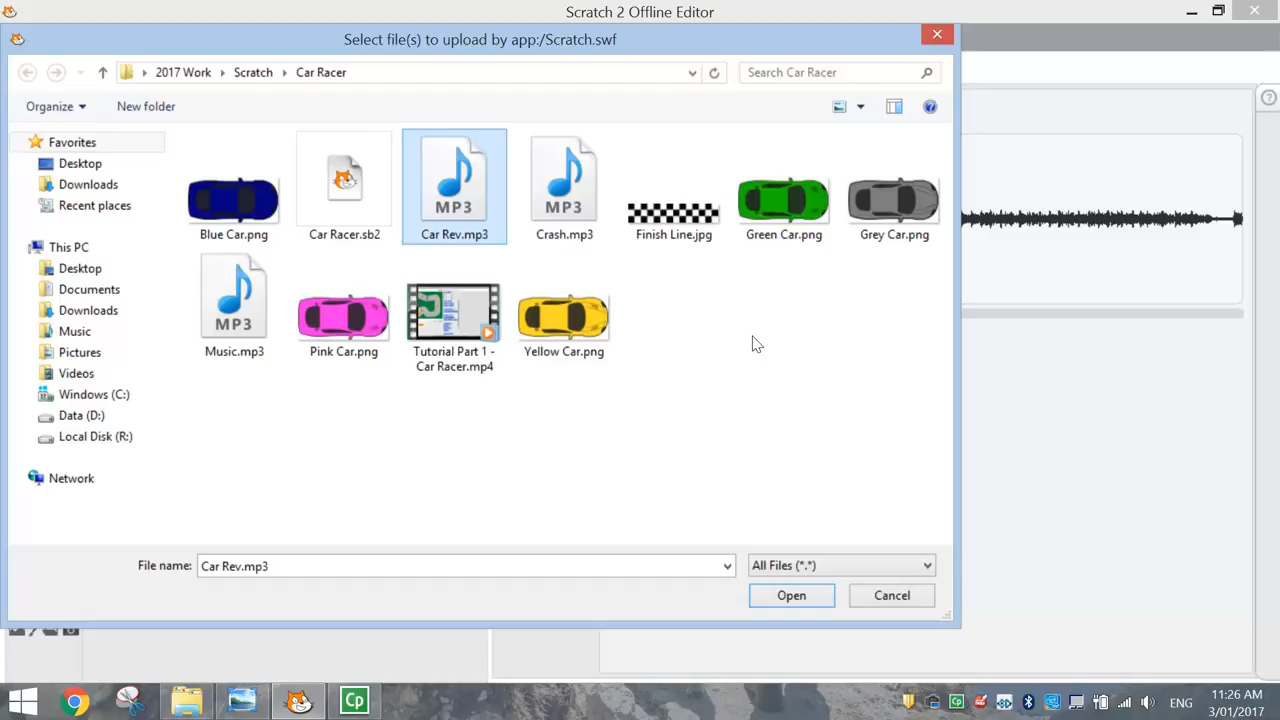 Scratch 2 Offline Editor
Select file(s) to upload by app:/Scratch.swf
2017 Work
Scratch
Car Racer
Search Car Racer
Organize
New folder
Favorites
Desktop
Downloads
Recent places
This PC
Desktop
Documents
Downloads
Music
Pictures
Videos
Windows (C:)
Data (D:)
Local Disk (R:)
Network
MP3
MP3
Blue Car.png
Car Racer.sb2
Car Rev.mp3
Crash.mp3
Finish Line.jpg
Green Car.png
Grey Car.png
MP3
Music.mp3
Pink Car.png
Tutorial Part 1 -
Car Racer.mp4
Yellow Car.png
File name:
Car Rev.mp3
All Files (*.*)
Open
Cancel
Cp
Cp
ENG
11:26 AM
3/01/2017